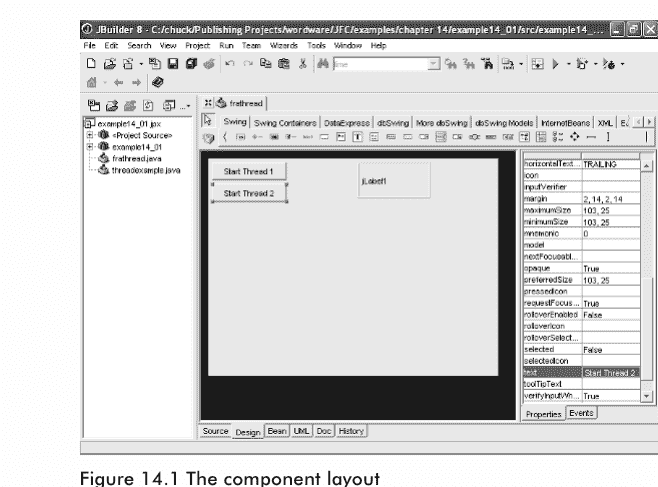 JBuilder 8 - C:/chuck/Publishing Projects/wordware/JFC/examples/chapter 14/example14_01/src/example14_...
File Edit Search View Project Run Team Wizards Tools Window Help
time
example14_01.jpx
<Project Source>
example14_01
frathread.java
threadexample.java
frathread
Swing Swing Containers DataExpress dbSwing More dbSwing dbSwing Models InternetBeans XML
Start Thread 1
Start Thread 2
jLabel1
horizontalText... TRAILING
icon
inputVerifier
margin 2, 14, 2, 14
maximumSize 103, 25
minimumSize 103, 25
mnemonic 0
model
nextFocusabl...
opaque True
preferredSize 103, 25
pressedIcon
requestFocus... True
rolloverEnabled False
rolloverIcon
rolloverSelect...
selected False
selectedIcon
text Start Thread 2
toolTipText
verifyInputWh... True
Properties Events
Source Design Bean UML Doc History
Figure 14.1 The component layout